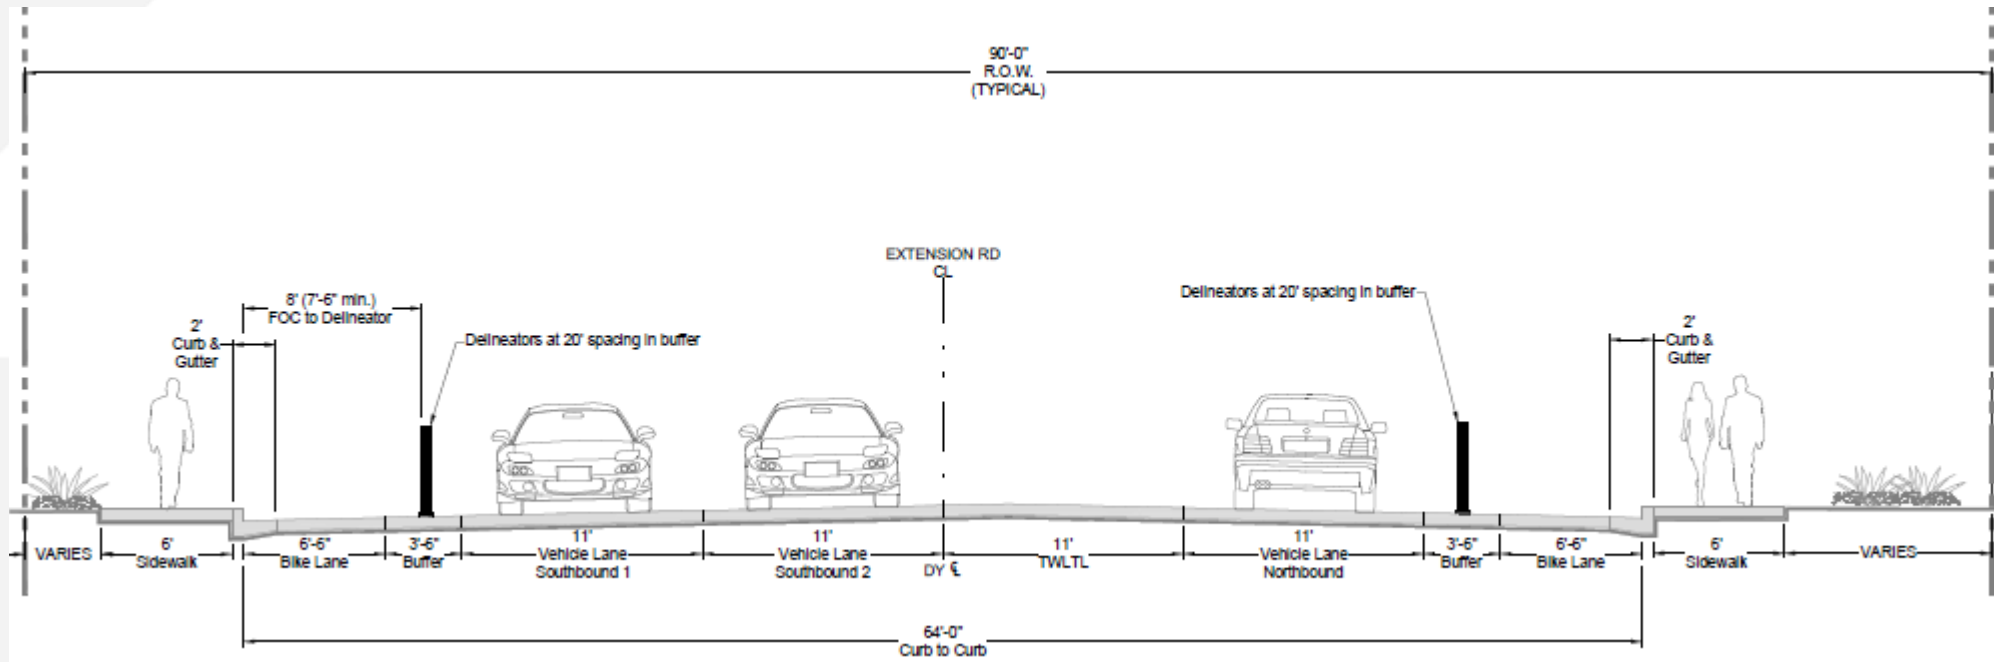 90'-0"
R.O.W.
(TYPICAL)
EXTENSION RD
CL
8' (7'-6" min.)
FOC to Delineator
Delineators at 20' spacing in buffer
2'
Curb &
Gutter
Delineators at 20' spacing in buffer
2'
Curb &
Gutter
VARIES
6'
Sidewalk
6'-6"
Bike Lane
3'-6"
Buffer
11'
Vehicle Lane
Southbound 1
11'
Vehicle Lane
Southbound 2
DY ℄
11'
TWLTL
11'
Vehicle Lane
Northbound
3'-6"
Buffer
6'-6"
Bike Lane
6'
Sidewalk
VARIES
64'-0"
Curb to Curb